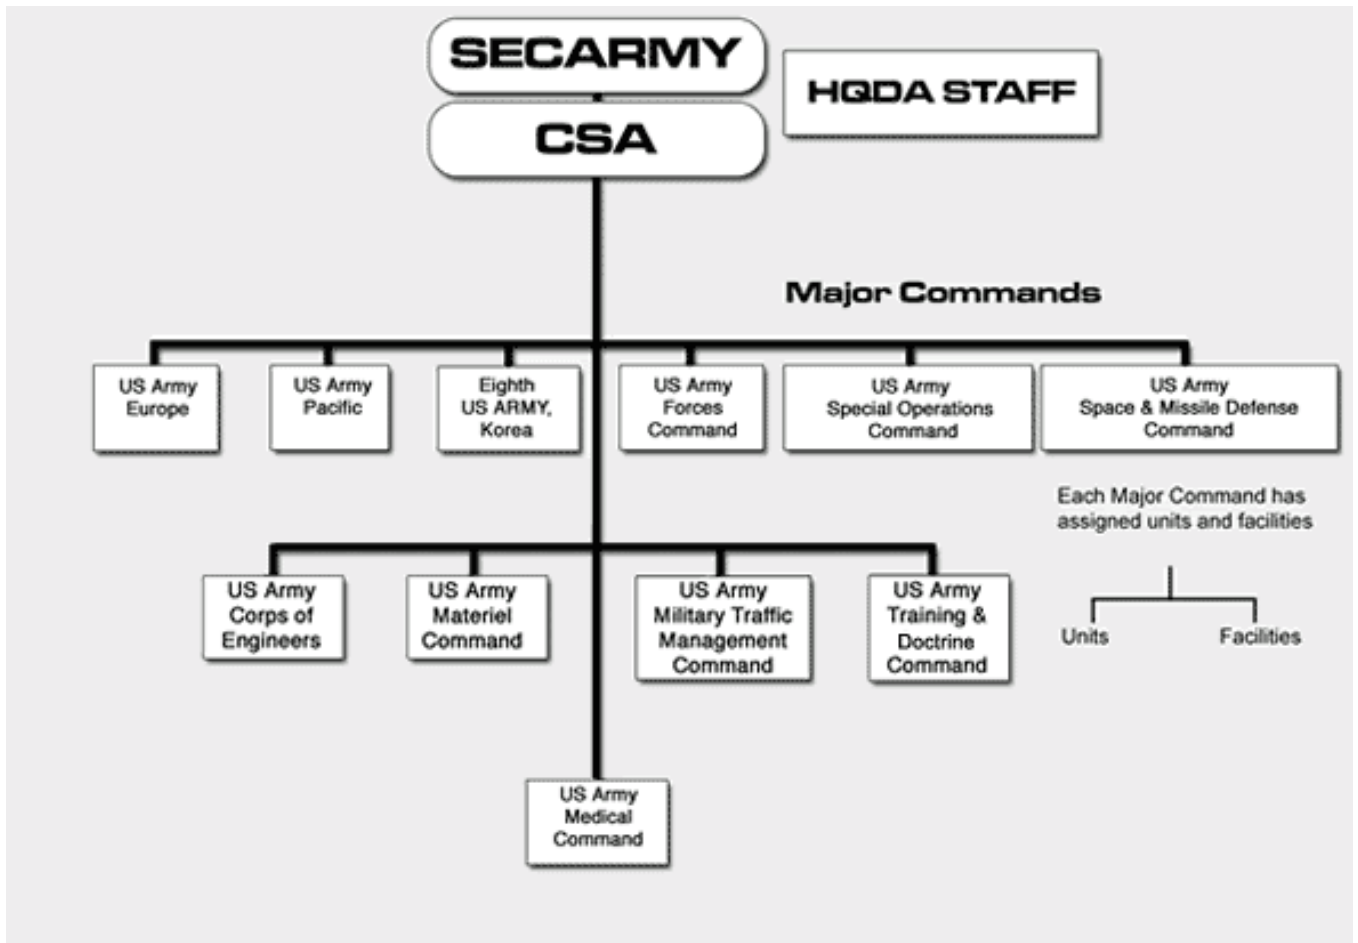 SECARMY
HQDA STAFF
CSA
Major Commands
US Army
Europe
US Army
Pacific
Eighth
US ARMY,
Korea
US Army
Forces
Command
US Army
Special Operations
Command
US Army
Space & Missile Defense
Command
Each Major Command has
assigned units and facilities
Units
Facilities
US Army
Corps of
Engineers
US Army
Materiel
Command
US Army
Military Traffic
Management
Command
US Army
Training &
Doctrine
Command
US Army
Medical
Command